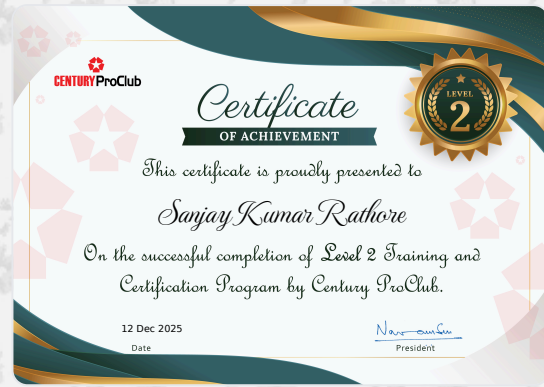 CENTURY ProClub
LEVEL
2
Certificate
OF ACHIEVEMENT
This certificate is proudly presented to
Sanjay Kumar Rathore
On the successful completion of Level 2 Training and
Certification Program by Century ProClub.
12 Dec 2025
Date
President